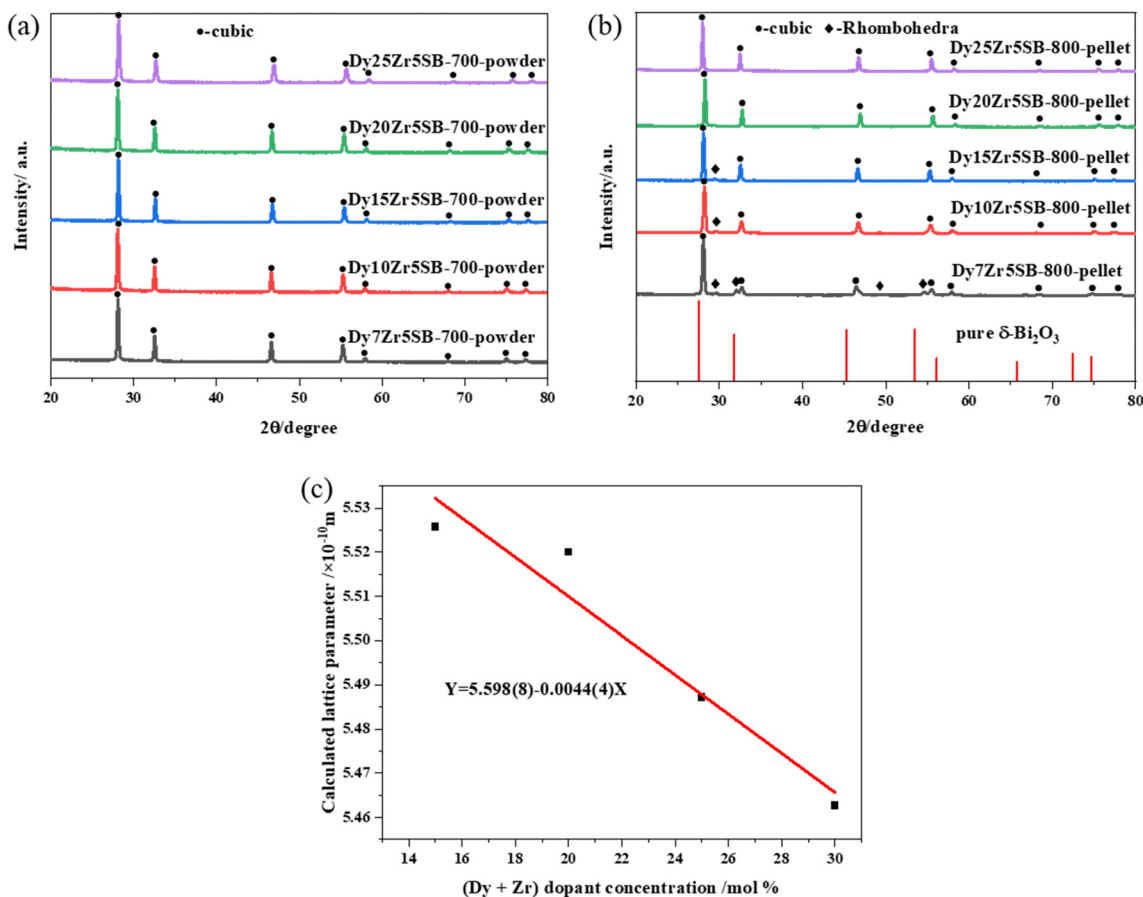 (a)
●-cubic
Dy25Zr5SB-700-powder
Dy20Zr5SB-700-powder
Dy15Zr5SB-700-powder
Dy10Zr5SB-700-powder
Dy7Zr5SB-700-powder
Intensity/ a.u.
20 30 40 50 60 70 80
2θ/degree
(b)
●-cubic ◆-Rhombohedra
Dy25Zr5SB-800-pellet
Dy20Zr5SB-800-pellet
Dy15Zr5SB-800-pellet
Dy10Zr5SB-800-pellet
Dy7Zr5SB-800-pellet
pure δ-Bi₂O₃
Intensity/a.u.
20 30 40 50 60 70 80
2θ/degree
(c)
5.53
5.52
5.51
5.50
5.49
5.48
5.47
5.46
Calculated lattice parameter /×10⁻¹⁰m
Y=5.598(8)-0.0044(4)X
14 16 18 20 22 24 26 28 30
(Dy + Zr) dopant concentration /mol %